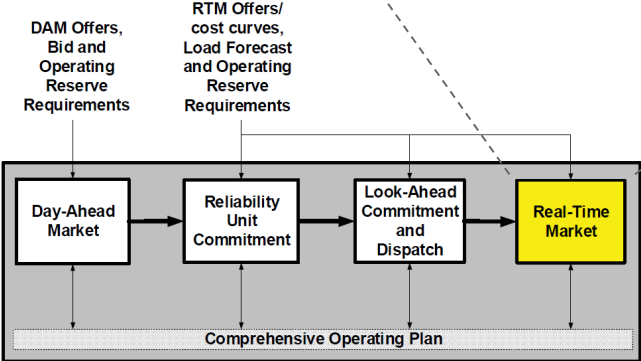 DAM Offers,
Bid and
Operating
Reserve
Requirements
RTM Offers/
cost curves,
Load Forecast
and Operating
Reserve
Requirements
Day-Ahead
Market
Reliability
Unit
Commitment
Look-Ahead
Commitment
and
Dispatch
Real-Time
Market
Comprehensive Operating Plan